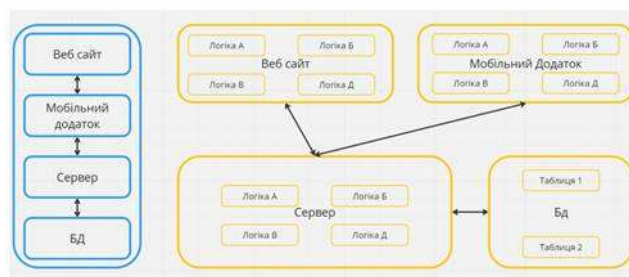 Веб сайт
Мобільний
додаток
Сервер
БД
Логіка А
Логіка Б
Веб сайт
Логіка В
Логіка Д
Логіка А
Логіка Б
Мобільний Додаток
Логіка В
Логіка Д
Логіка А
Логіка Б
Сервер
Логіка В
Логіка Д
Таблиця 1
Бд
Таблиця 2